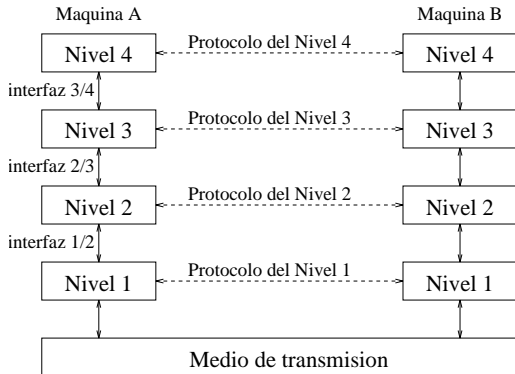 Maquina A
Maquina B
Nivel 4
Protocolo del Nivel 4
Nivel 4
interfaz 3/4
Nivel 3
Protocolo del Nivel 3
Nivel 3
interfaz 2/3
Nivel 2
Protocolo del Nivel 2
Nivel 2
interfaz 1/2
Nivel 1
Protocolo del Nivel 1
Nivel 1
Medio de transmision